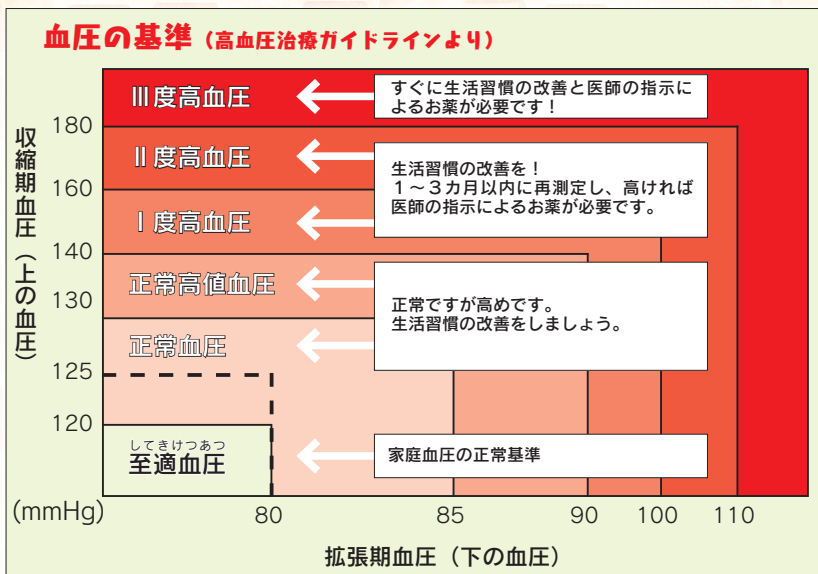 血圧の基準（高血圧治療ガイドラインより）
収縮期血圧（上の血圧）
180
160
140
130
125
120
(mmHg)
Ⅲ度高血圧
すぐに生活習慣の改善と医師の指示に
よるお薬が必要です！
Ⅱ度高血圧
Ⅰ度高血圧
生活習慣の改善を！
１～３カ月以内に再測定し、高ければ
医師の指示によるお薬が必要です。
正常高値血圧
正常血圧
正常ですが高めです。
生活習慣の改善をしましょう。
してきけつあつ
至適血圧
家庭血圧の正常基準
80
85
90
100
110
拡張期血圧（下の血圧）